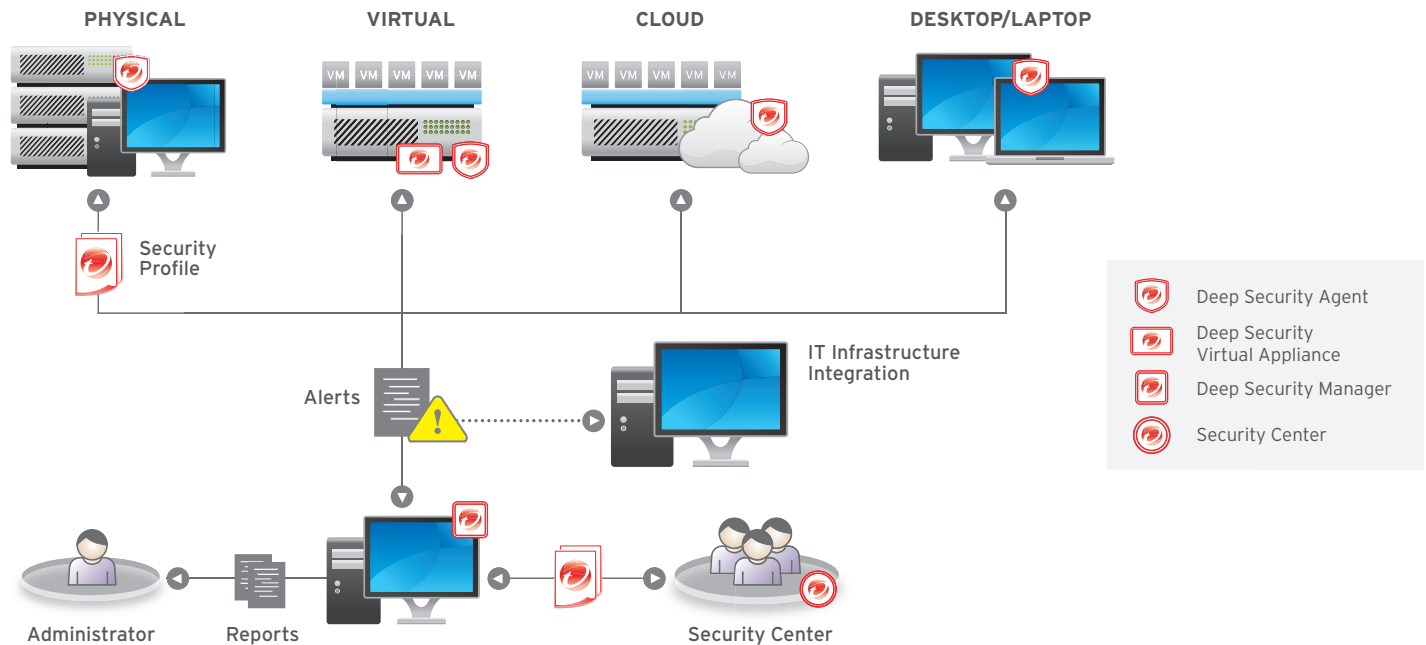 PHYSICAL
VIRTUAL
CLOUD
DESKTOP/LAPTOP
VM VM VM VM VM
VM VM VM VM VM
Security
Profile
Alerts
IT Infrastructure
Integration
Deep Security Agent
Deep Security
Virtual Appliance
Deep Security Manager
Security Center
Administrator
Reports
Security Center